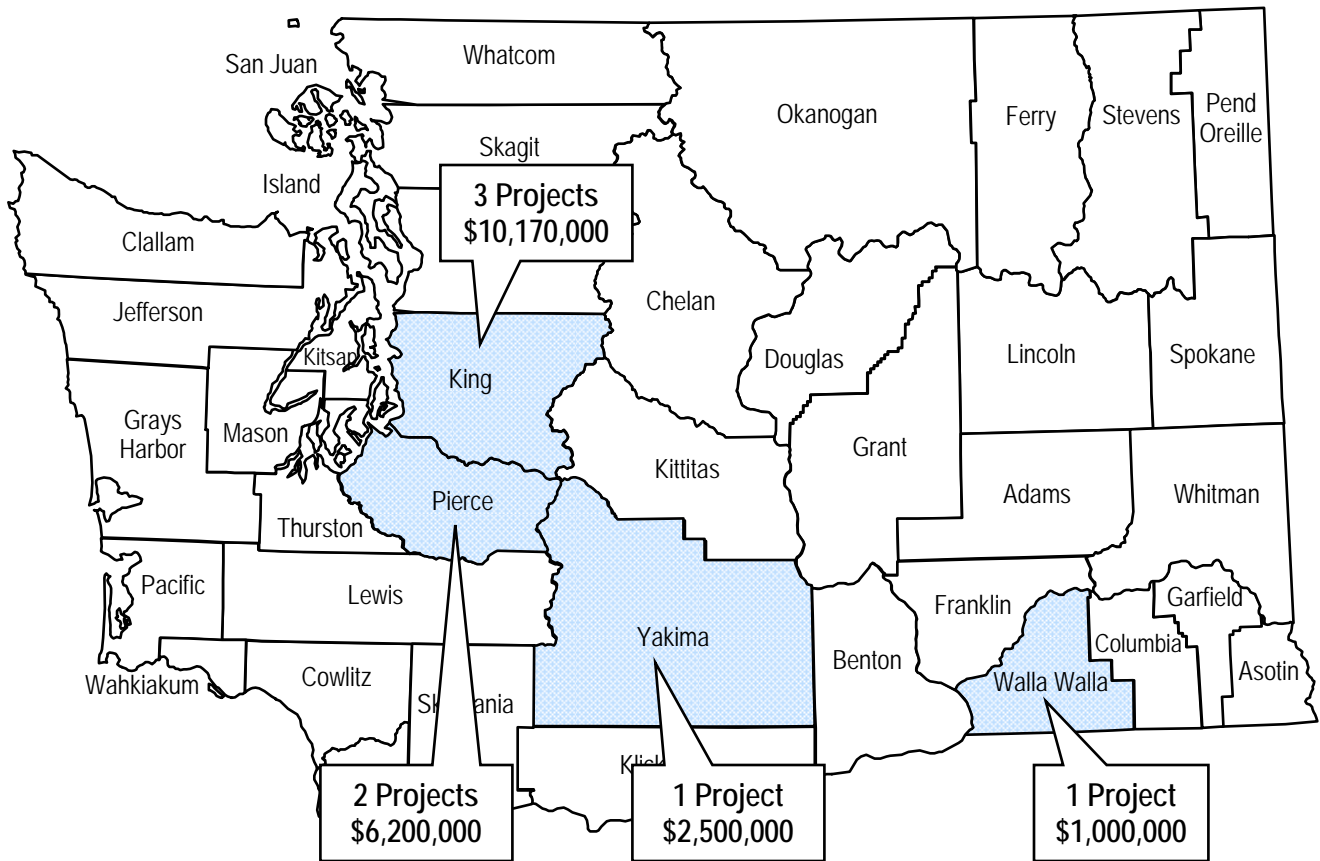 Whatcom
San Juan
Okanogan
Ferry
Stevens
Pend
Oreille
Skagit
Island
3 Projects
$10,170,000
Clallam
Jefferson
Chelan
Kitsap
King
Douglas
Lincoln
Spokane
Grays
Harbor
Mason
Kittitas
Grant
Adams
Whitman
Pierce
Thurston
Pacific
Lewis
Yakima
Franklin
Garfield
Columbia
Benton
Asotin
Wahkiakum
Cowlitz
Walla Walla
2 Projects
$6,200,000
1 Project
$2,500,000
1 Project
$1,000,000